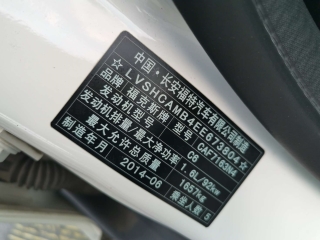 中国·长安福特汽车有限公司制造
☆LVSHCAMB4EE673804☆
品牌 福克斯牌 型号 CAF7163N4
发动机型号 CB
发动机排量/最大净功率 1.6L/92kw
最大允许总质量 1657kg
制造年月 2014-06 乘坐人数 5